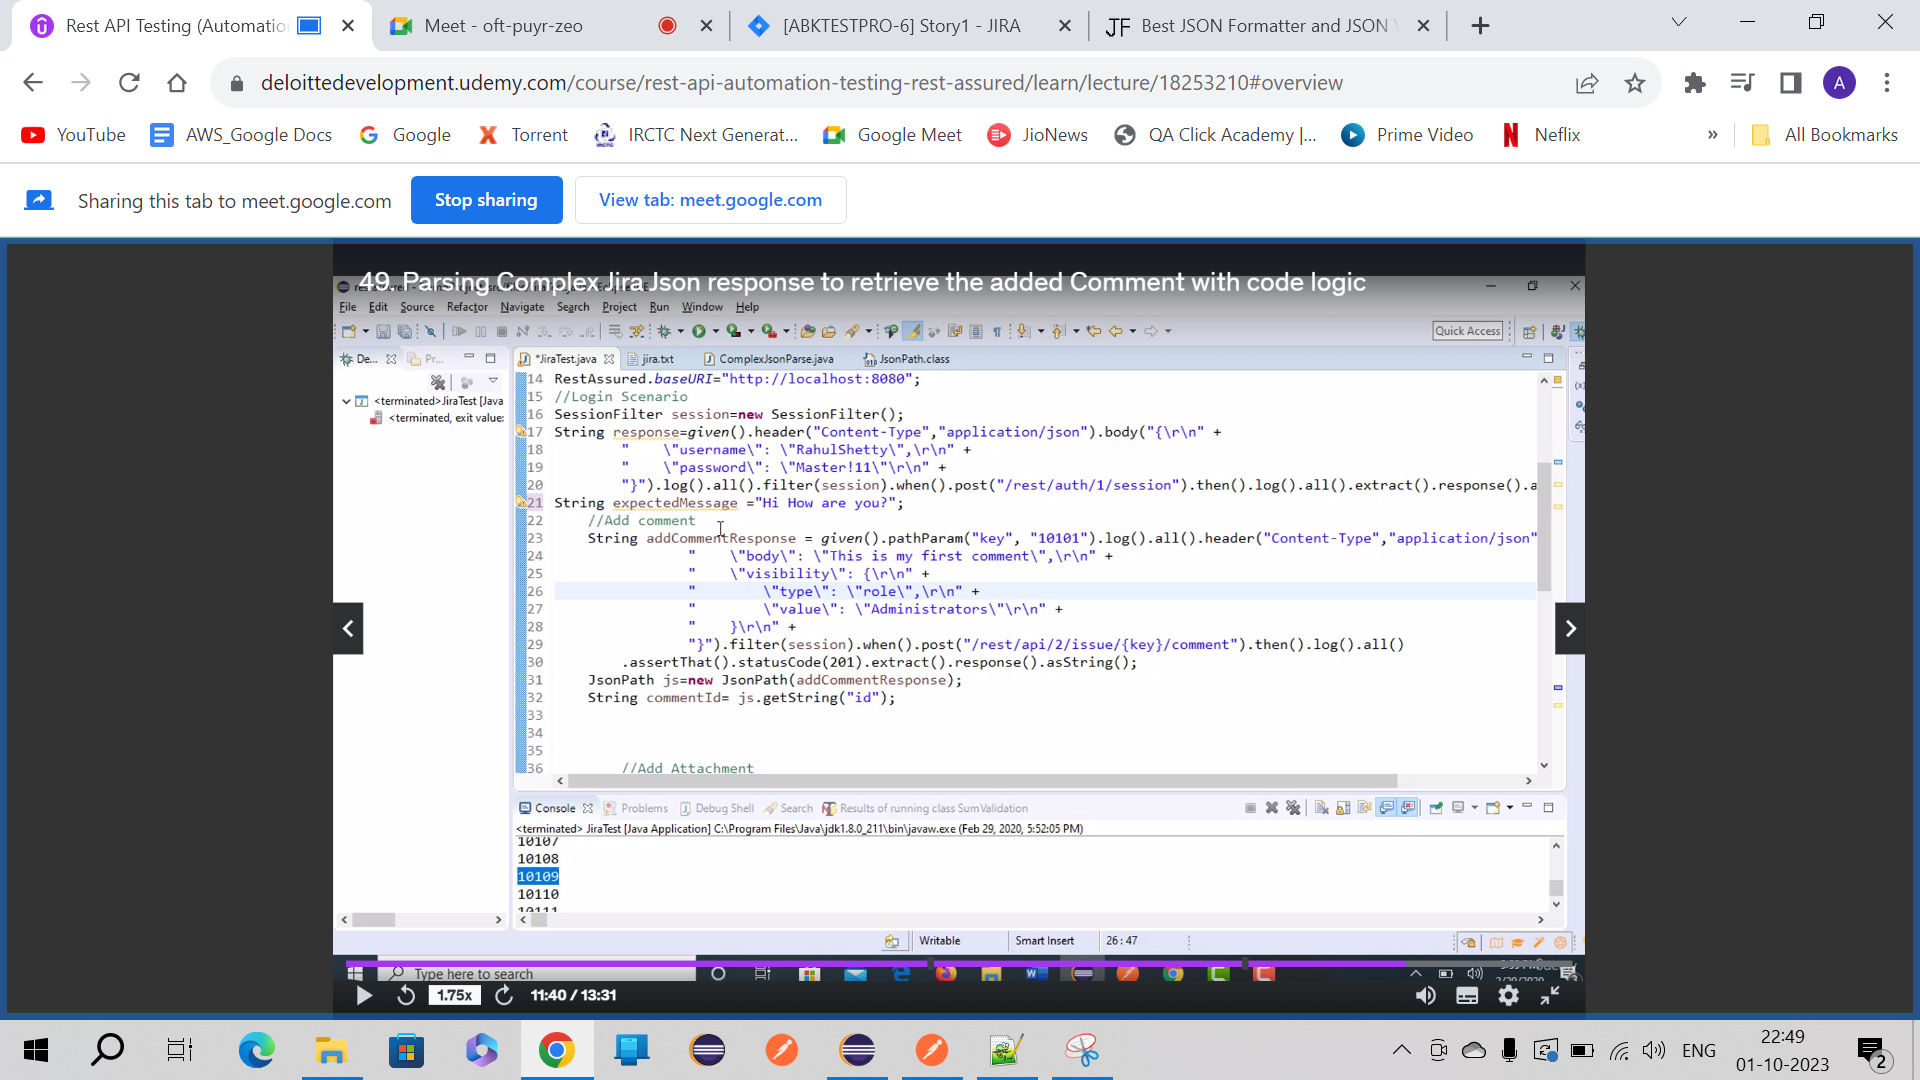 Rest API Testing (Automatio
Meet - oft-puyr-zeo
[ABKTESTPRO-6] Story1 - JIRA
JF Best JSON Formatter and JSON V
deloittedevelopment.udemy.com/course/rest-api-automation-testing-rest-assured/learn/lecture/18253210#overview
A
YouTube
AWS_Google Docs
Google
Torrent
IRCTC Next Generat...
Google Meet
JioNews
QA Click Academy |...
Prime Video
Neflix
»
All Bookmarks
Sharing this tab to meet.google.com
Stop sharing
View tab: meet.google.com
49. Parsing Complex Jira Json response to retrieve the added Comment with code logic
File Edit Source Refactor Navigate Search Project Run Window Help
Quick Access
De...
Pr...
*JiraTest.java
jira.txt
ComplexJsonParse.java
JsonPath.class
<terminated>JiraTest [Java
<terminated, exit value:
14 RestAssured.baseURI="http://localhost:8080";
15 //Login Scenario
16 SessionFilter session=new SessionFilter();
17 String response=given().header("Content-Type","application/json").body("{\r\n" +
18 "    \"username\": \"RahulShetty\",\r\n" +
19 "    \"password\": \"Master!11\"\r\n" +
20 "}").log().all().filter(session).when().post("/rest/auth/1/session").then().log().all().extract().response().a
21 String expectedMessage ="Hi How are you?";
22 //Add comment
23 String addCommentResponse = given().pathParam("key", "10101").log().all().header("Content-Type","application/json"
24 "    \"body\": \"This is my first comment\",\r\n" +
25 "    \"visibility\": {\r\n" +
26 "        \"type\": \"role\",\r\n" +
27 "        \"value\": \"Administrators\"\r\n" +
28 "    }\r\n" +
29 "}").filter(session).when().post("/rest/api/2/issue/{key}/comment").then().log().all()
30 .assertThat().statusCode(201).extract().response().asString();
31 JsonPath js=new JsonPath(addCommentResponse);
32 String commentId= js.getString("id");
33
34
35
36 //Add Attachment
Console
Problems
Debug Shell
Search
Results of running class SumValidation
<terminated> JiraTest [Java Application] C:\Program Files\Java\jdk1.8.0_211\bin\javaw.exe (Feb 29, 2020, 5:52:05 PM)
10107
10108
10109
10110
10111
Writable
Smart Insert
26 : 47
Type here to search
1.75x
11:40 / 13:31
ENG
22:49
01-10-2023
2